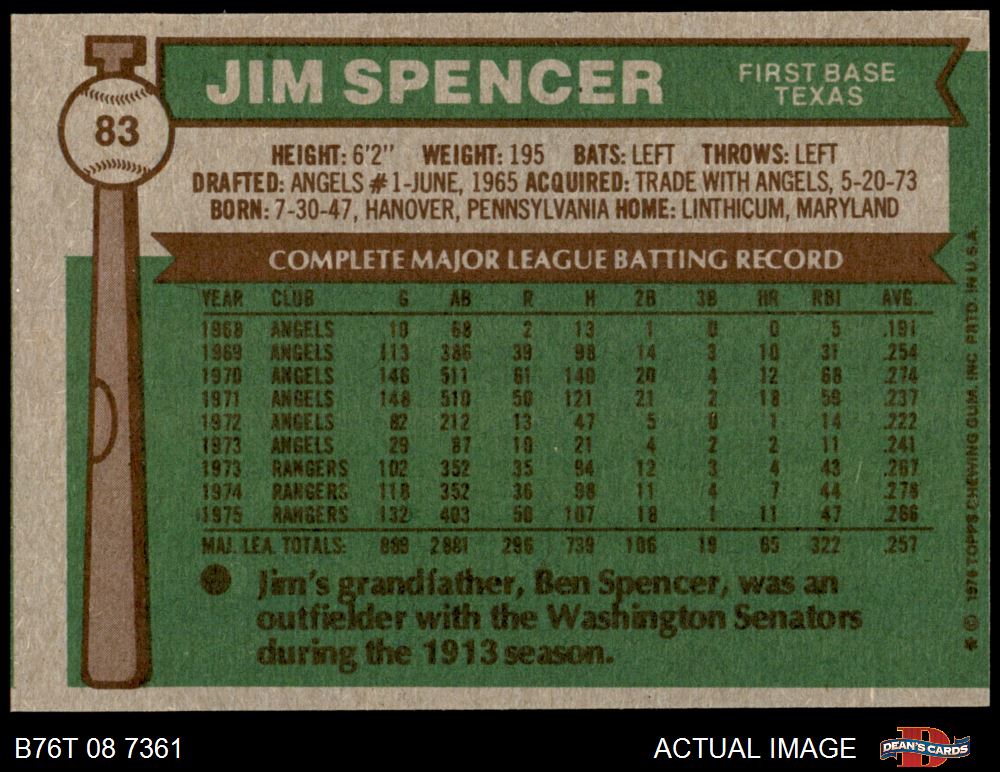 83
JIM SPENCER
FIRST BASE
TEXAS
HEIGHT: 6'2" WEIGHT: 195 BATS: LEFT THROWS: LEFT
DRAFTED: ANGELS #1-JUNE, 1965 ACQUIRED: TRADE WITH ANGELS, 5-20-73
BORN: 7-30-47, HANOVER, PENNSYLVANIA HOME: LINTHICUM, MARYLAND
COMPLETE MAJOR LEAGUE BATTING RECORD
YEAR CLUB G AB R H 2B 3B HR RBI AVG.
1968 ANGELS 19 68 2 13 1 0 0 5 .191
1969 ANGELS 113 386 39 98 14 3 10 31 .254
1970 ANGELS 146 511 61 140 20 4 12 68 .274
1971 ANGELS 148 510 50 121 21 2 18 59 .237
1972 ANGELS 82 212 13 47 5 0 1 14 .222
1973 ANGELS 29 87 10 21 4 2 2 11 .241
1973 RANGERS 102 352 35 94 12 3 4 43 .267
1974 RANGERS 118 352 36 98 11 4 7 44 .278
1975 RANGERS 132 403 50 107 18 1 11 47 .266
MAJ. LEA. TOTALS: 889 2881 296 739 106 19 65 322 .257
Jim's grandfather, Ben Spencer, was an
outfielder with the Washington Senators
during the 1913 season.
* © 1976 TOPPS CHEWING GUM, INC. PRTD. IN U.S.A.
B76T 08 7361
ACTUAL IMAGE
DEAN'S CARDS